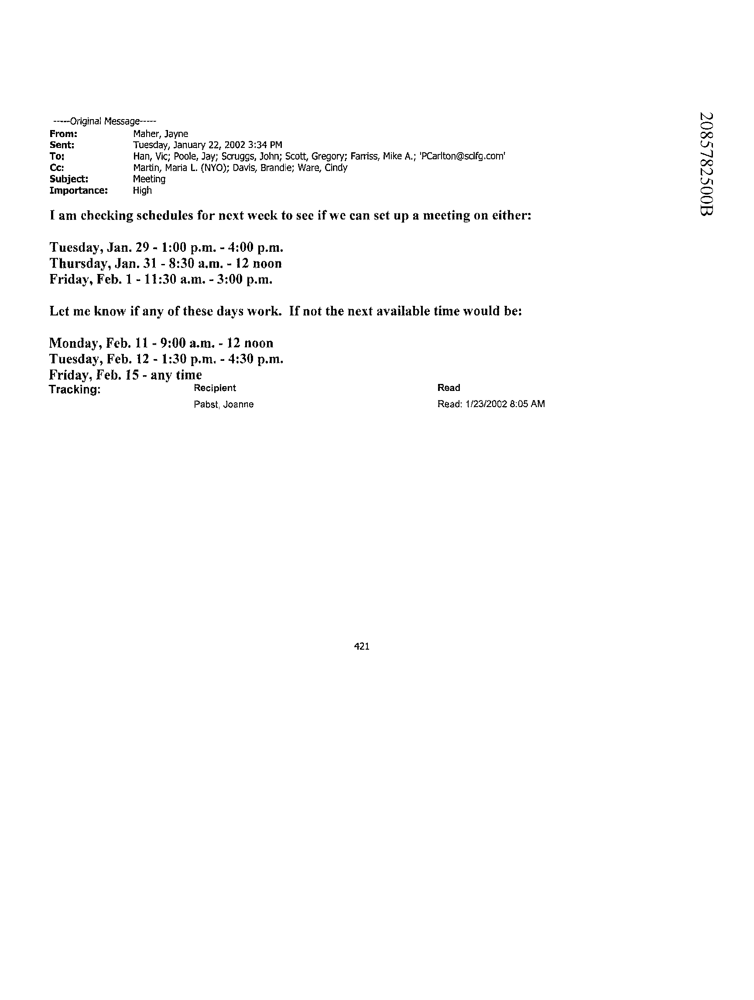 -----Original Message-----
From: Maher, Jayne
Sent: Tuesday, January 22, 2002 3:34 PM
To: Han, Vic; Poole, Jay; Scruggs, John; Scott, Gregory; Farriss, Mike A.; 'PCarlton@sclfg.com'
Cc: Martin, Maria L. (NYO); Davis, Brandie; Ware, Cindy
Subject: Meeting
Importance: High
I am checking schedules for next week to see if we can set up a meeting on either:
Tuesday, Jan. 29 - 1:00 p.m. - 4:00 p.m.
Thursday, Jan. 31 - 8:30 a.m. - 12 noon
Friday, Feb. 1 - 11:30 a.m. - 3:00 p.m.
Let me know if any of these days work. If not the next available time would be:
Monday, Feb. 11 - 9:00 a.m. - 12 noon
Tuesday, Feb. 12 - 1:30 p.m. - 4:30 p.m.
Friday, Feb. 15 - any time
Tracking: Recipient Read
Pabst, Joanne Read: 1/23/2002 8:05 AM
421
2085782500B